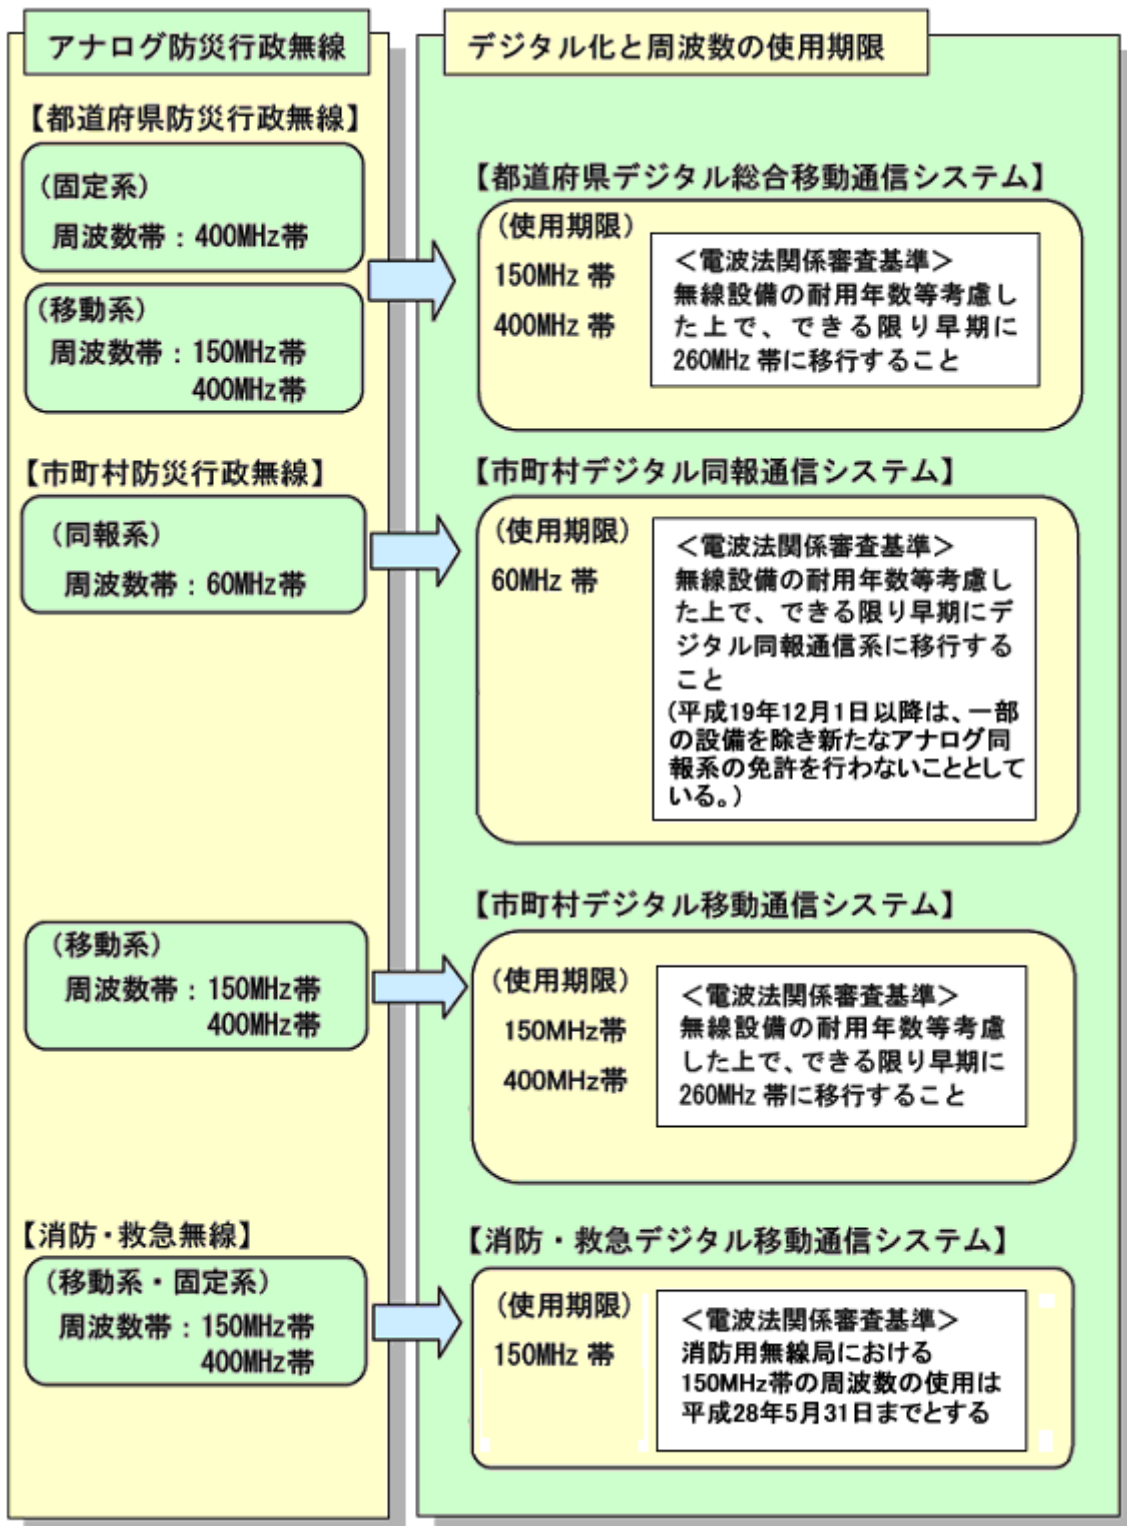 アナログ防災行政無線
【都道府県防災行政無線】
(固定系)
周波数帯：400MHz帯
(移動系)
周波数帯：150MHz帯
400MHz帯
【市町村防災行政無線】
(同報系)
周波数帯：60MHz帯
(移動系)
周波数帯：150MHz帯
400MHz帯
【消防・救急無線】
(移動系・固定系)
周波数帯：150MHz帯
400MHz帯
デジタル化と周波数の使用期限
【都道府県デジタル総合移動通信システム】
(使用期限)
150MHz 帯
400MHz 帯
＜電波法関係審査基準＞
無線設備の耐用年数等考慮し
た上で、できる限り早期に
260MHz 帯に移行すること
【市町村デジタル同報通信システム】
(使用期限)
60MHz 帯
＜電波法関係審査基準＞
無線設備の耐用年数等考慮し
た上で、できる限り早期にデ
ジタル同報通信系に移行する
こと
(平成19年12月1日以降は、一部
の設備を除き新たなアナログ同
報系の免許を行わないこととして
いる。)
【市町村デジタル移動通信システム】
(使用期限)
150MHz帯
400MHz帯
＜電波法関係審査基準＞
無線設備の耐用年数等考慮
した上で、できる限り早期に
260MHz 帯に移行すること
【消防・救急デジタル移動通信システム】
(使用期限)
150MHz 帯
＜電波法関係審査基準＞
消防用無線局における
150MHz帯の周波数の使用は
平成28年5月31日までとする